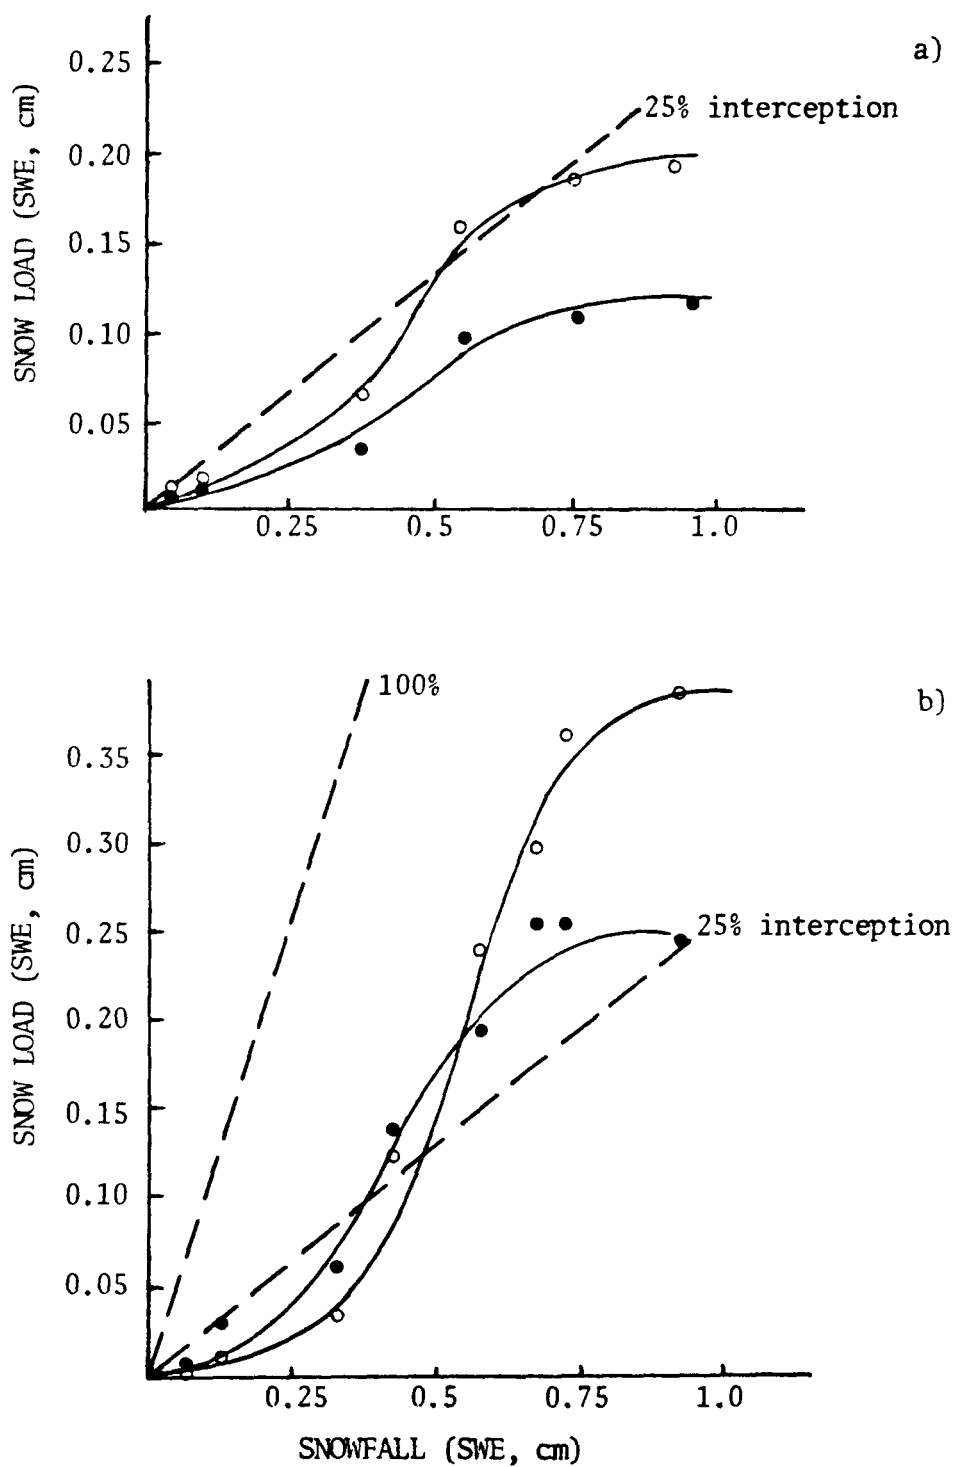 a)
0.25
0.20
0.15
0.10
0.05
SNOW LOAD (SWE, cm)
25% interception
0.25 0.5 0.75 1.0
b)
100%
0.35
0.30
0.25
0.20
0.15
0.10
0.05
SNOW LOAD (SWE, cm)
25% interception
0.25 0.5 0.75 1.0
SNOWFALL (SWE, cm)